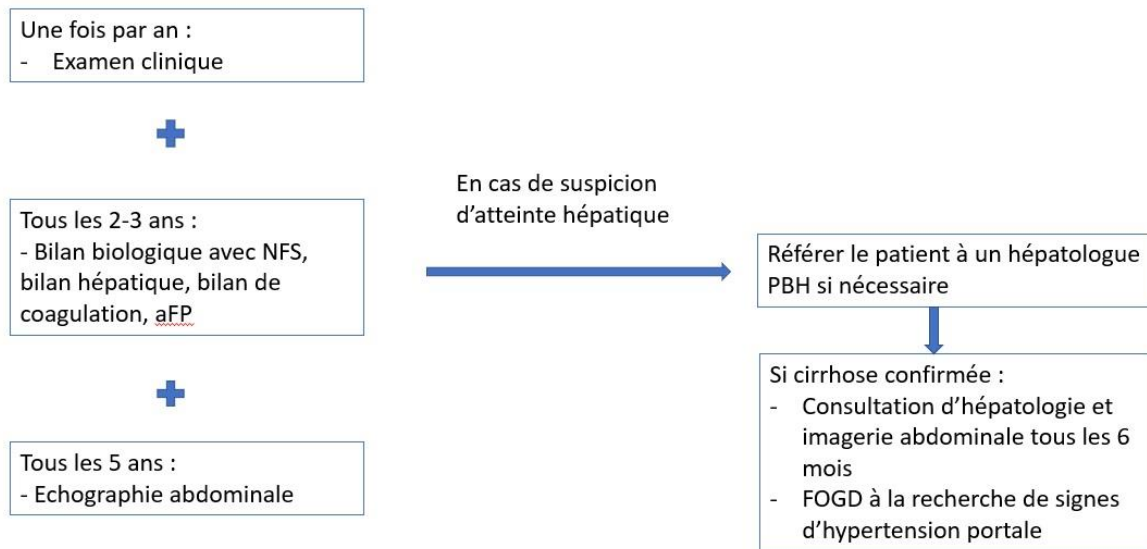 Une fois par an :
- Examen clinique
Tous les 2-3 ans :
- Bilan biologique avec NFS,
bilan hépatique, bilan de
coagulation, aFP
Tous les 5 ans :
- Echographie abdominale
En cas de suspicion
d’atteinte hépatique
Référer le patient à un hépatologue
PBH si nécessaire
Si cirrhose confirmée :
- Consultation d’hépatologie et
imagerie abdominale tous les 6
mois
- FOGD à la recherche de signes
d’hypertension portale